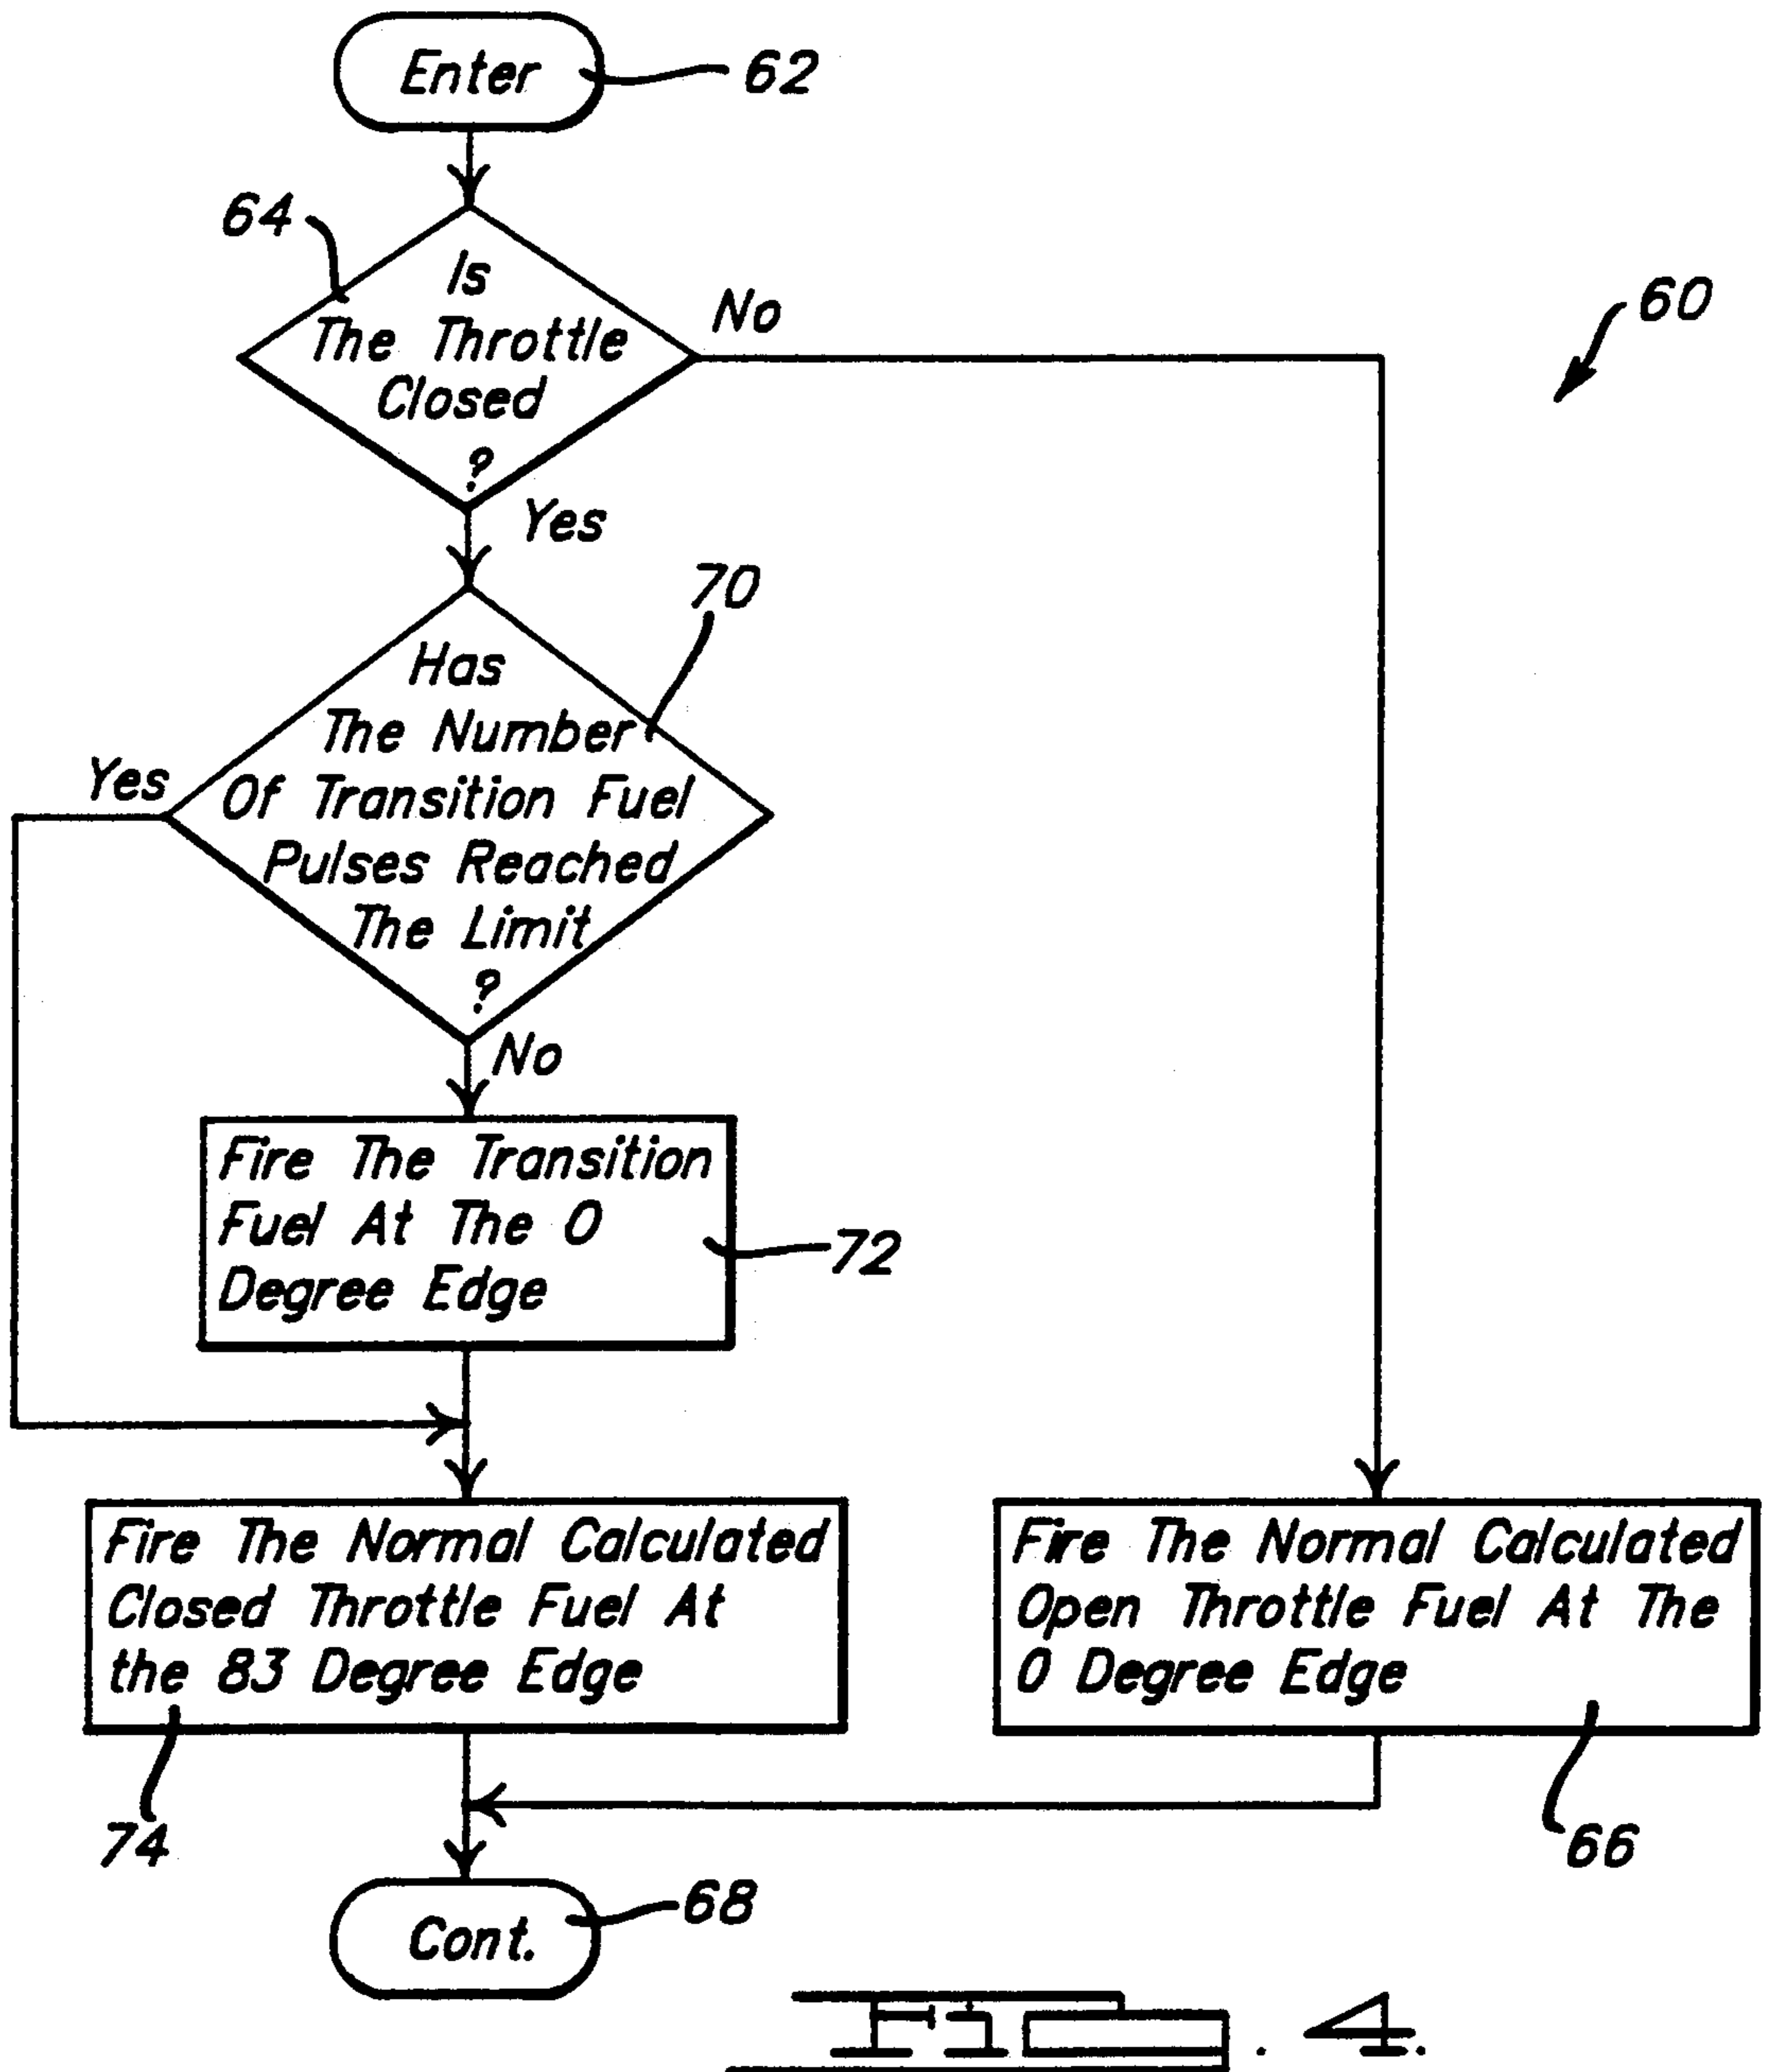 Enter
62
64
Is
The Throttle
Closed
?
No
Yes
60
70
Has
The Number
Of Transition Fuel
Pulses Reached
The Limit
?
Yes
No
Fire The Transition
Fuel At The 0
Degree Edge
72
Fire The Normal Calculated
Closed Throttle Fuel At
the 83 Degree Edge
74
Fire The Normal Calculated
Open Throttle Fuel At The
0 Degree Edge
66
Cont.
68
FIG. 4.